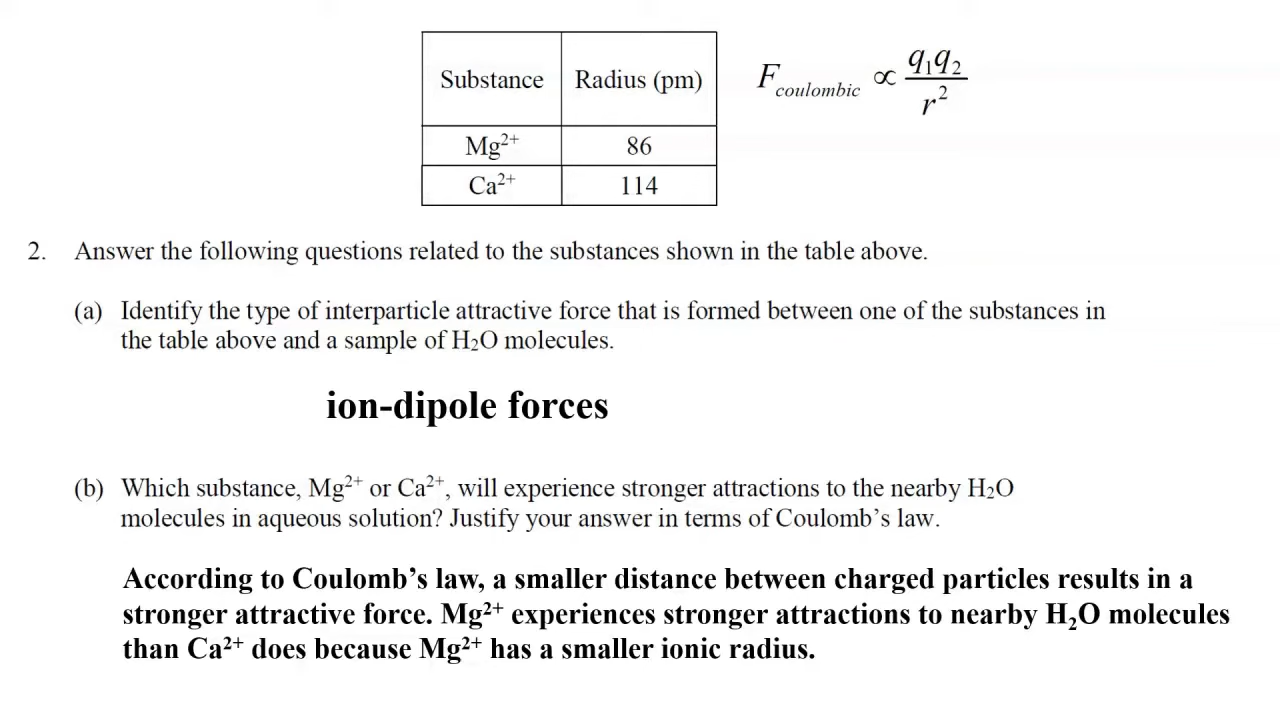 Substance Radius (pm)
Mg²⁺ 86
Ca²⁺ 114
F_coulombic ∝ q₁q₂ / r²
2. Answer the following questions related to the substances shown in the table above.
(a) Identify the type of interparticle attractive force that is formed between one of the substances in
the table above and a sample of H₂O molecules.
ion-dipole forces
(b) Which substance, Mg²⁺ or Ca²⁺, will experience stronger attractions to the nearby H₂O
molecules in aqueous solution? Justify your answer in terms of Coulomb’s law.
According to Coulomb’s law, a smaller distance between charged particles results in a
stronger attractive force. Mg²⁺ experiences stronger attractions to nearby H₂O molecules
than Ca²⁺ does because Mg²⁺ has a smaller ionic radius.